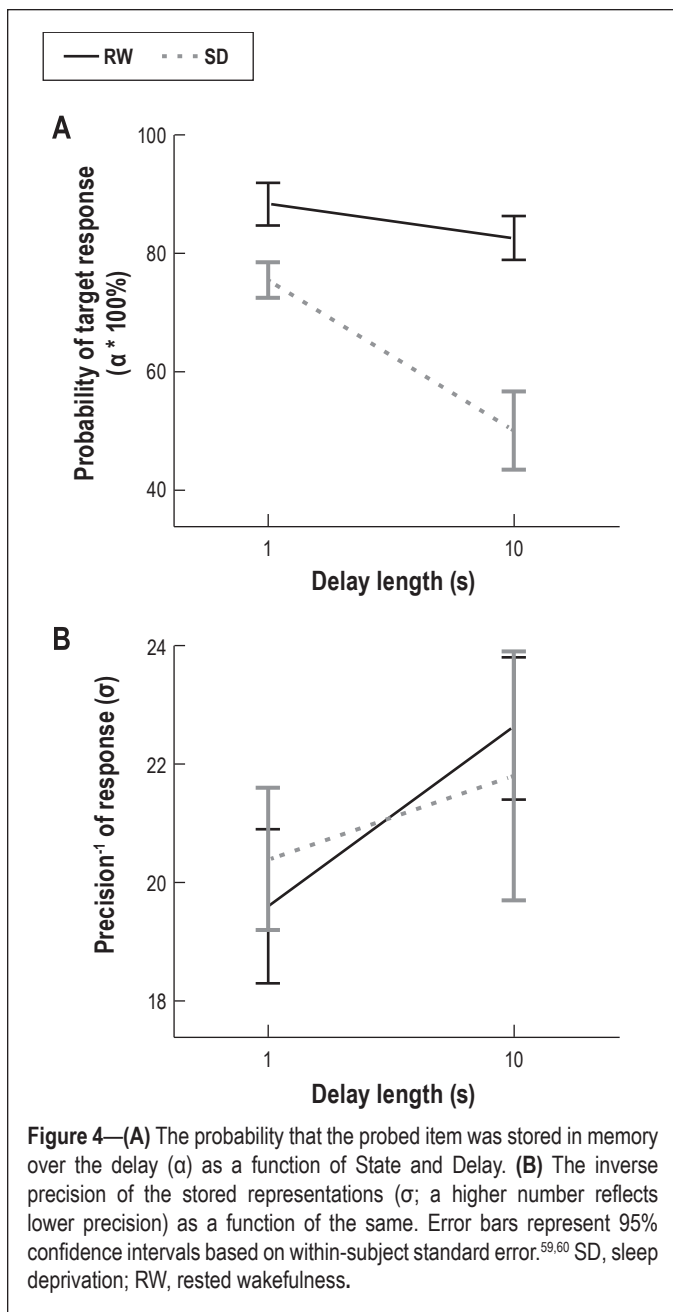 RW SD
A
Probability of target response
(α * 100%)
100
80
60
40
1 10
Delay length (s)
B
Precision⁻¹ of response (σ)
24
22
20
18
1 10
Delay length (s)
Figure 4—(A) The probability that the probed item was stored in memory
over the delay (α) as a function of State and Delay. (B) The inverse
precision of the stored representations (σ; a higher number reflects
lower precision) as a function of the same. Error bars represent 95%
confidence intervals based on within-subject standard error.⁵⁹,⁶⁰ SD, sleep
deprivation; RW, rested wakefulness.